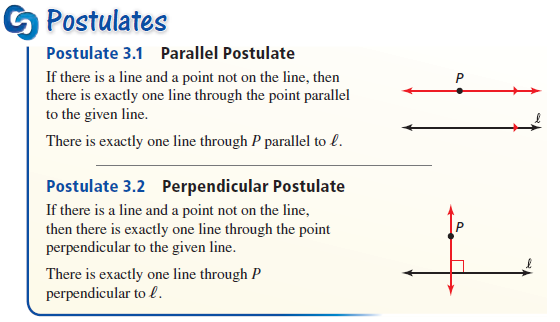 Postulates
Postulate 3.1 Parallel Postulate
If there is a line and a point not on the line, then
there is exactly one line through the point parallel
to the given line.
There is exactly one line through P parallel to ℓ.
P
ℓ
Postulate 3.2 Perpendicular Postulate
If there is a line and a point not on the line,
then there is exactly one line through the point
perpendicular to the given line.
There is exactly one line through P
perpendicular to ℓ.
P
ℓ